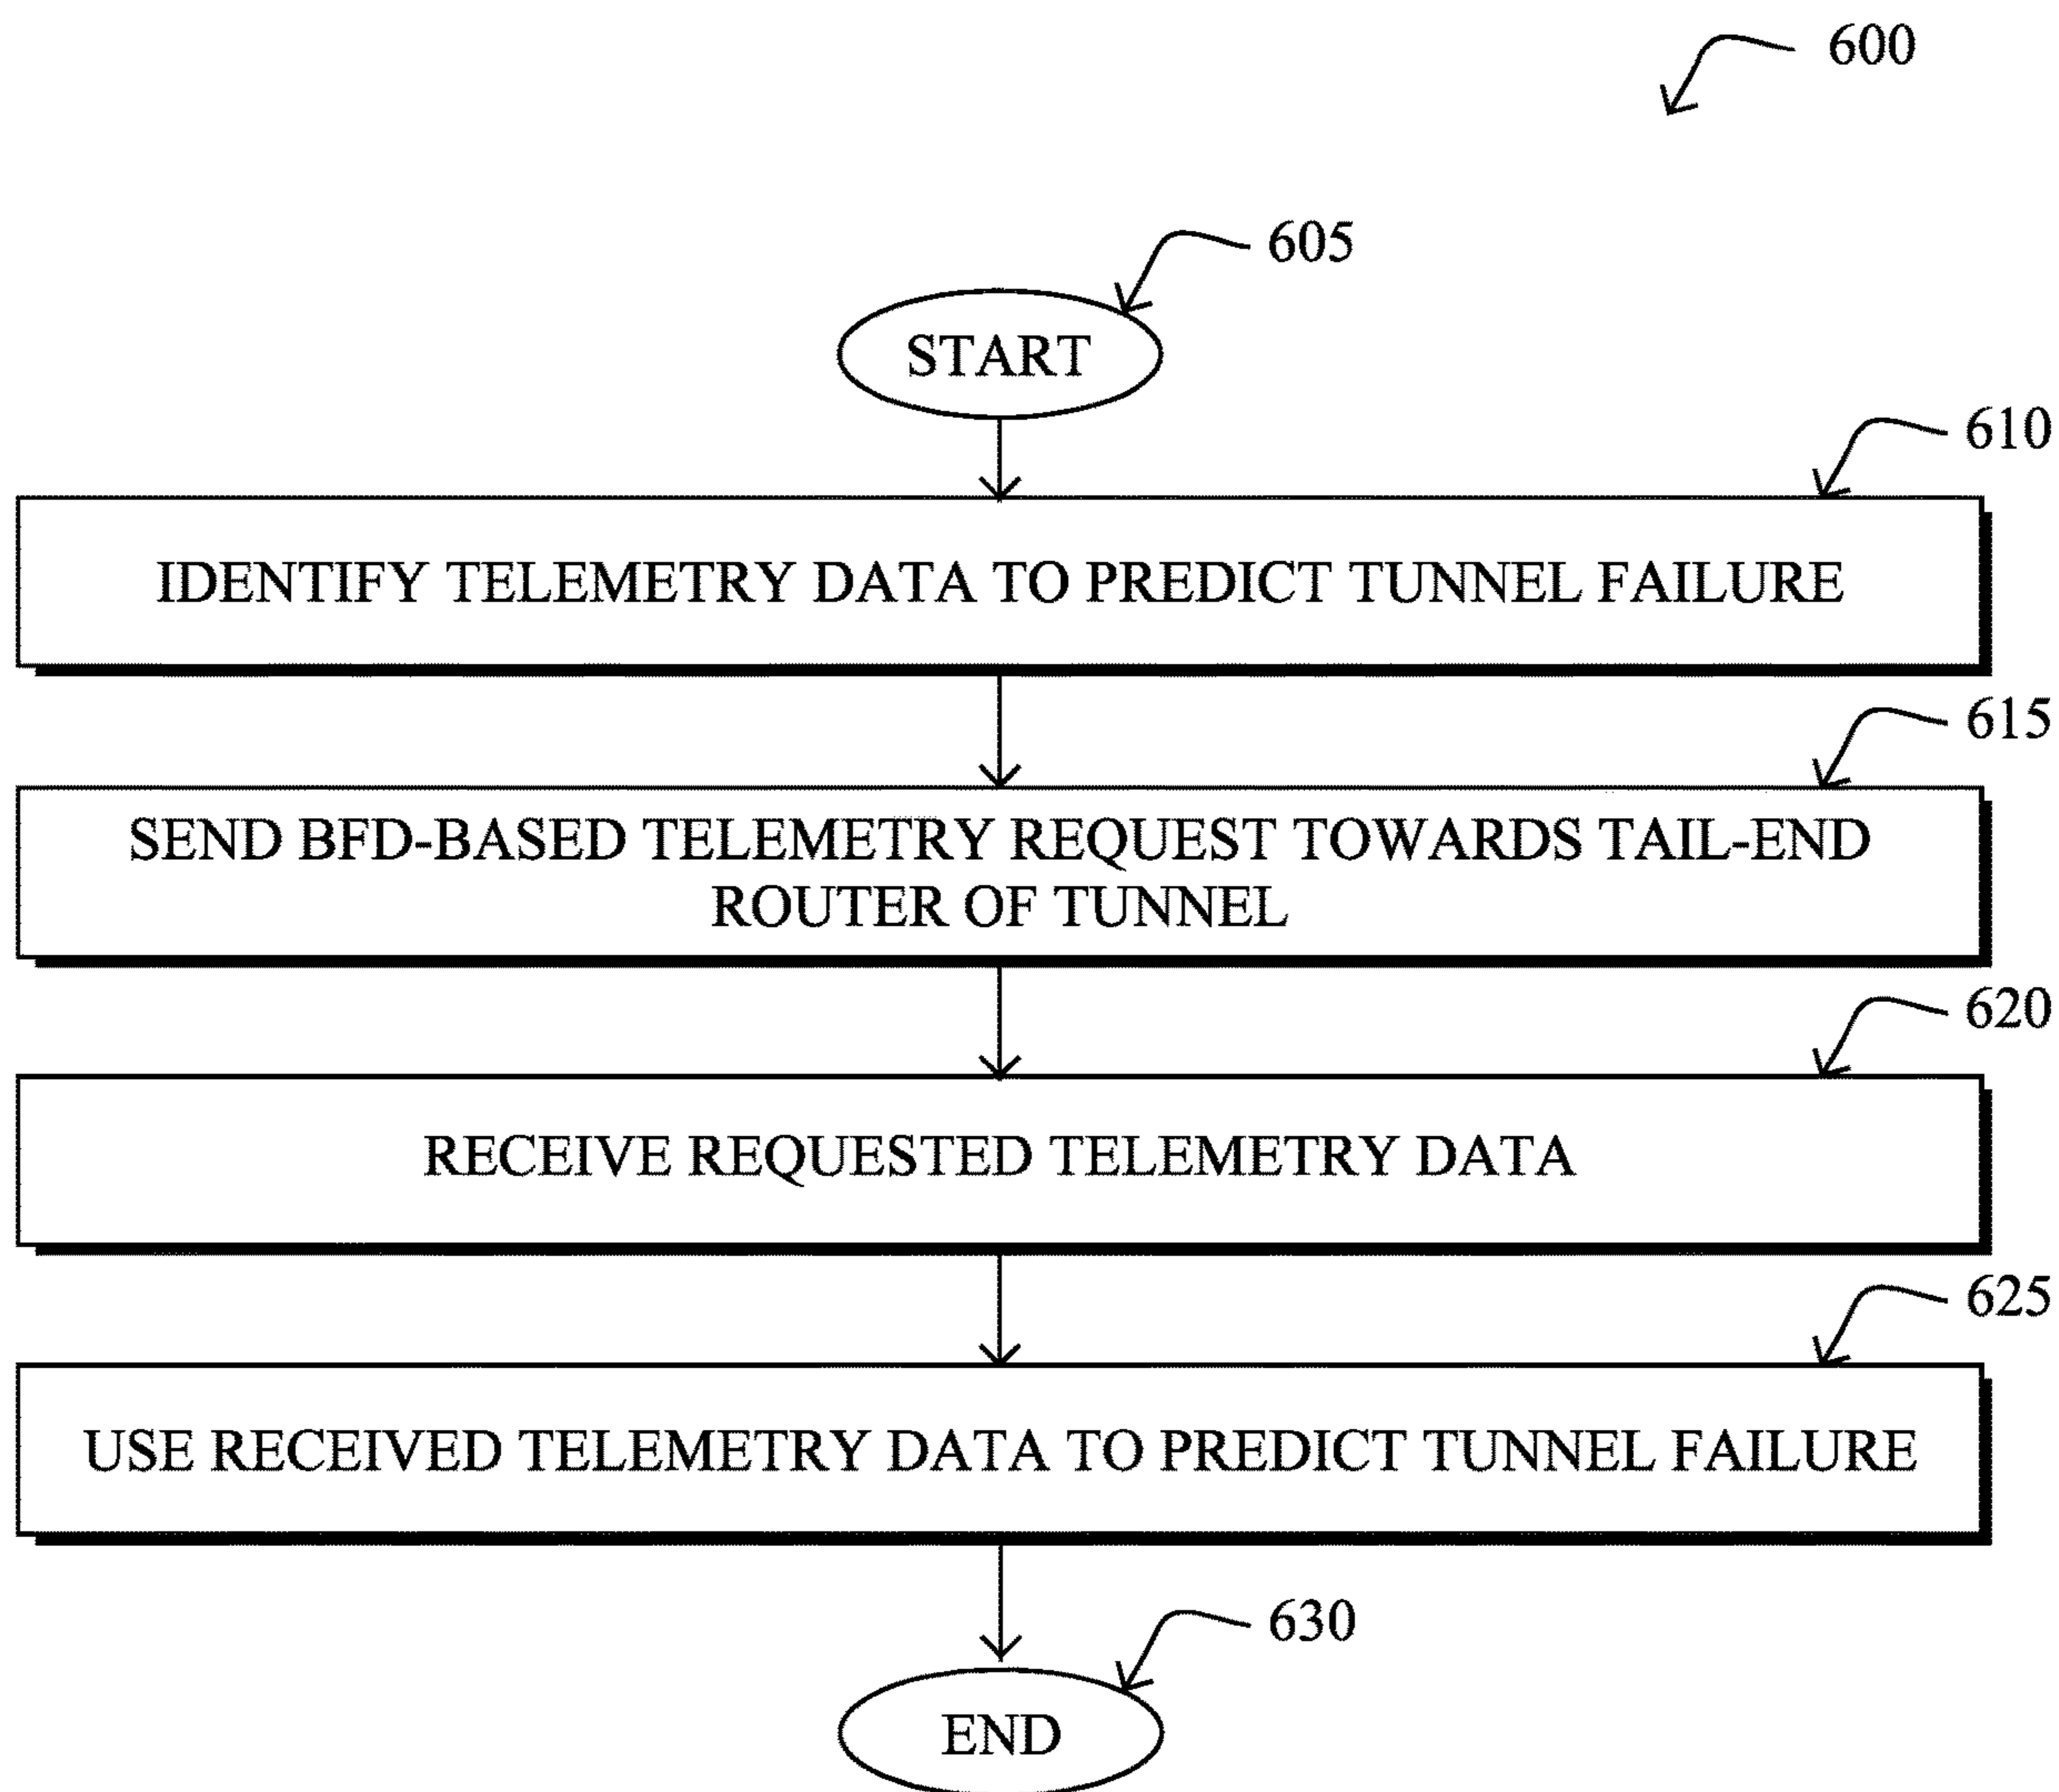 600
605
START
610
IDENTIFY TELEMETRY DATA TO PREDICT TUNNEL FAILURE
615
SEND BFD-BASED TELEMETRY REQUEST TOWARDS TAIL-END
ROUTER OF TUNNEL
620
RECEIVE REQUESTED TELEMETRY DATA
625
USE RECEIVED TELEMETRY DATA TO PREDICT TUNNEL FAILURE
630
END